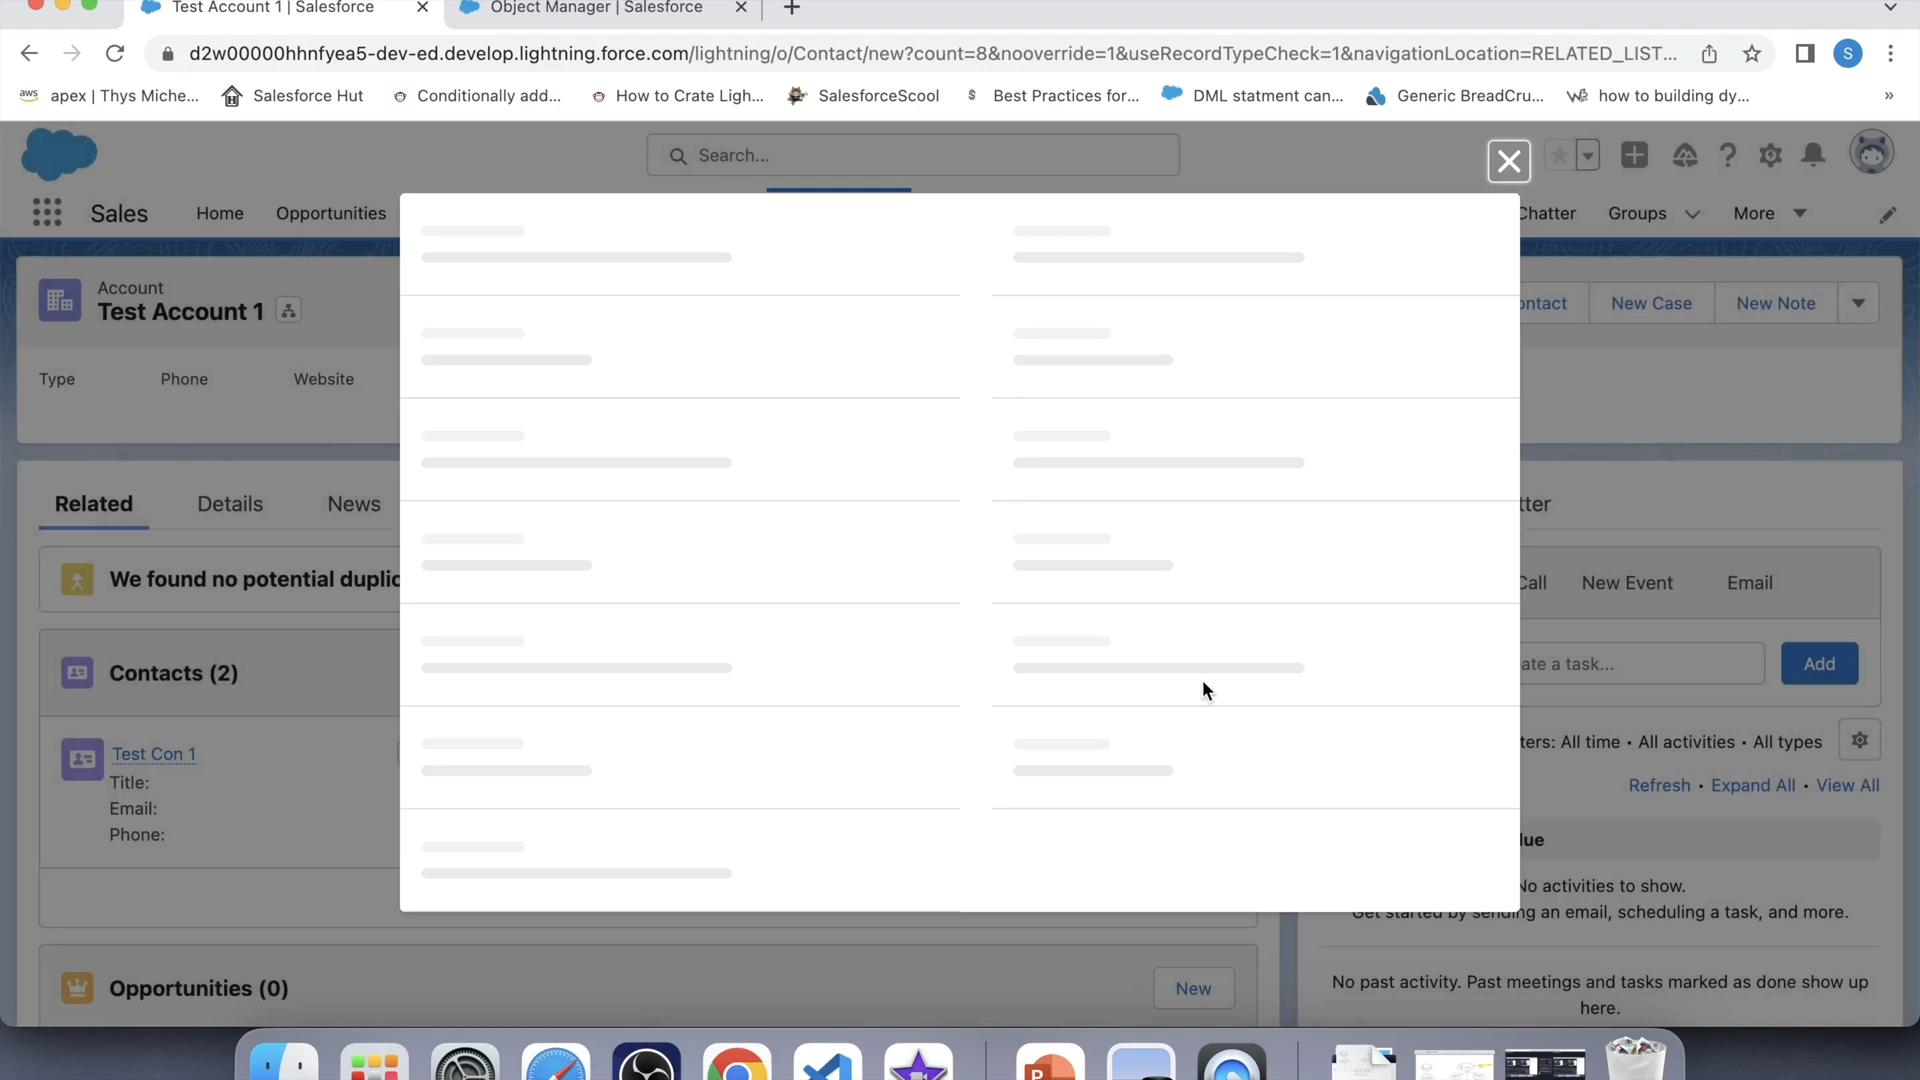 Test Account 1 | Salesforce
Object Manager | Salesforce
d2w00000hhnfyea5-dev-ed.develop.lightning.force.com/lightning/o/Contact/new?count=8&nooverride=1&useRecordTypeCheck=1&navigationLocation=RELATED_LIST...
S
aws apex | Thys Miche...
Salesforce Hut
Conditionally add...
How to Crate Ligh...
SalesforceScool
Best Practices for...
DML statment can...
Generic BreadCru...
how to building dy...
»
Search...
Sales
Home
Opportunities
Chatter
Groups
More
Account
Test Account 1
ontact
New Case
New Note
Type
Phone
Website
Related
Details
News
tter
We found no potential duplic
Call
New Event
Email
Contacts (2)
ate a task...
Add
Test Con 1
Title:
Email:
Phone:
ters: All time • All activities • All types
Refresh • Expand All • View All
lue
No activities to show.
Get started by sending an email, scheduling a task, and more.
Opportunities (0)
New
No past activity. Past meetings and tasks marked as done show up
here.
P